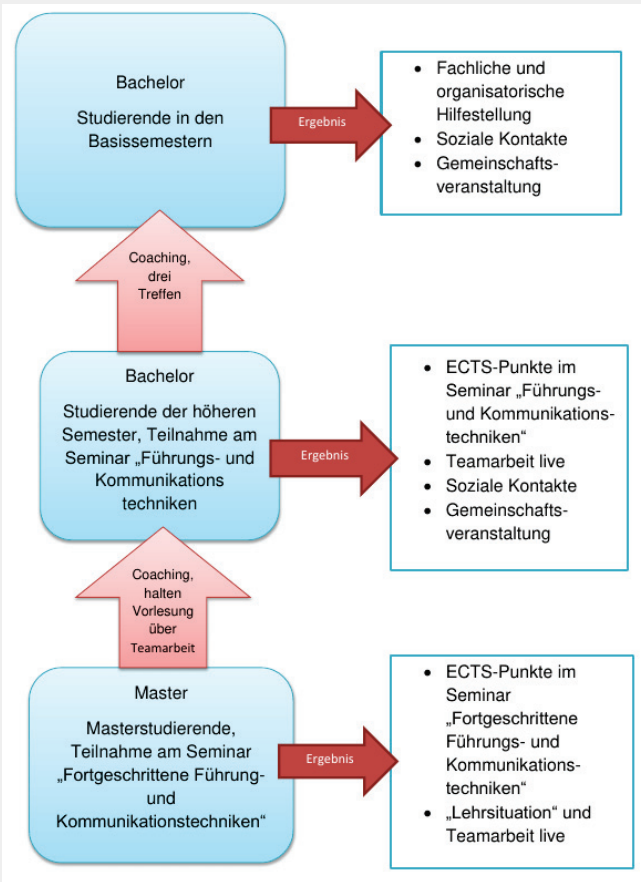 Bachelor
Studierende in den
Basissemestern
Ergebnis
• Fachliche und
organisatorische
Hilfestellung
• Soziale Kontakte
• Gemeinschafts-
veranstaltung
Coaching,
drei
Treffen
Bachelor
Studierende der höheren
Semester, Teilnahme am
Seminar „Führungs- und
Kommunikations
techniken
Ergebnis
• ECTS-Punkte im
Seminar „Führungs-
und Kommunikations-
techniken“
• Teamarbeit live
• Soziale Kontakte
• Gemeinschafts-
veranstaltung
Coaching,
halten
Vorlesung
über
Teamarbeit
Master
Masterstudierende,
Teilnahme am Seminar
„Fortgeschrittene Führung-
und
Kommunikationstechniken“
Ergebnis
• ECTS-Punkte im
Seminar
„Fortgeschrittene
Führungs- und
Kommunikations-
techniken“
• „Lehrsituation“ und
Teamarbeit live